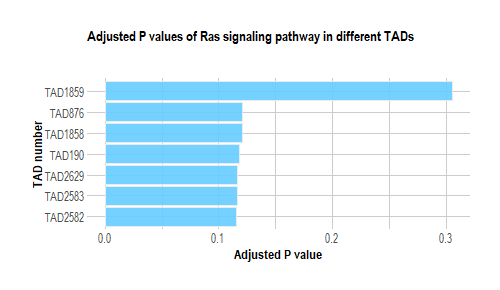 Adjusted P values of Ras signaling pathway in different TADs
TAD number
TAD1859
TAD876
TAD1858
TAD190
TAD2629
TAD2583
TAD2582
0.0 0.1 0.2 0.3
Adjusted P value